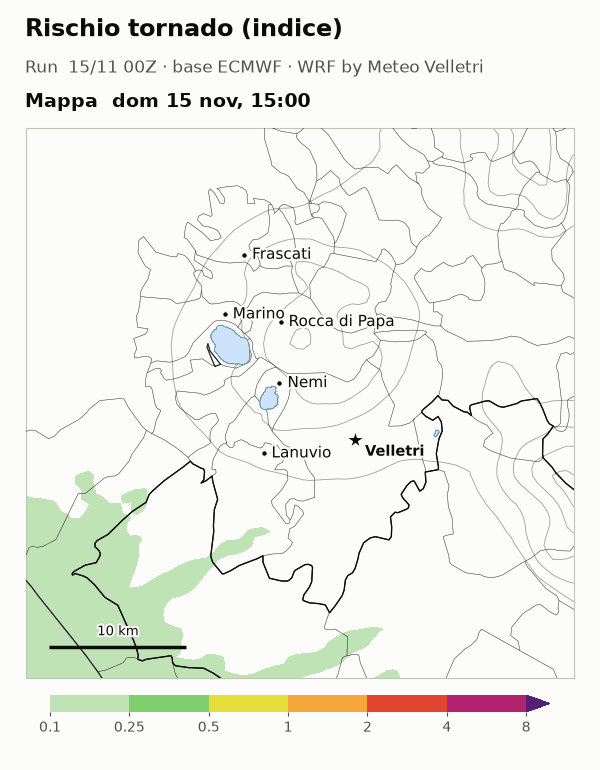 Rischio tornado (indice)
Run  15/11 00Z · base ECMWF · WRF by Meteo Velletri
Mappa  dom 15 nov, 15:00
Frascati
Marino
Rocca di Papa
Nemi
Velletri
Lanuvio
10 km
0.1 0.25 0.5 1 2 4 8